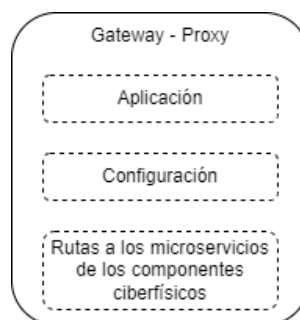 Gateway - Proxy
Aplicación
Configuración
Rutas a los microservicios
de los componentes
ciberfísicos